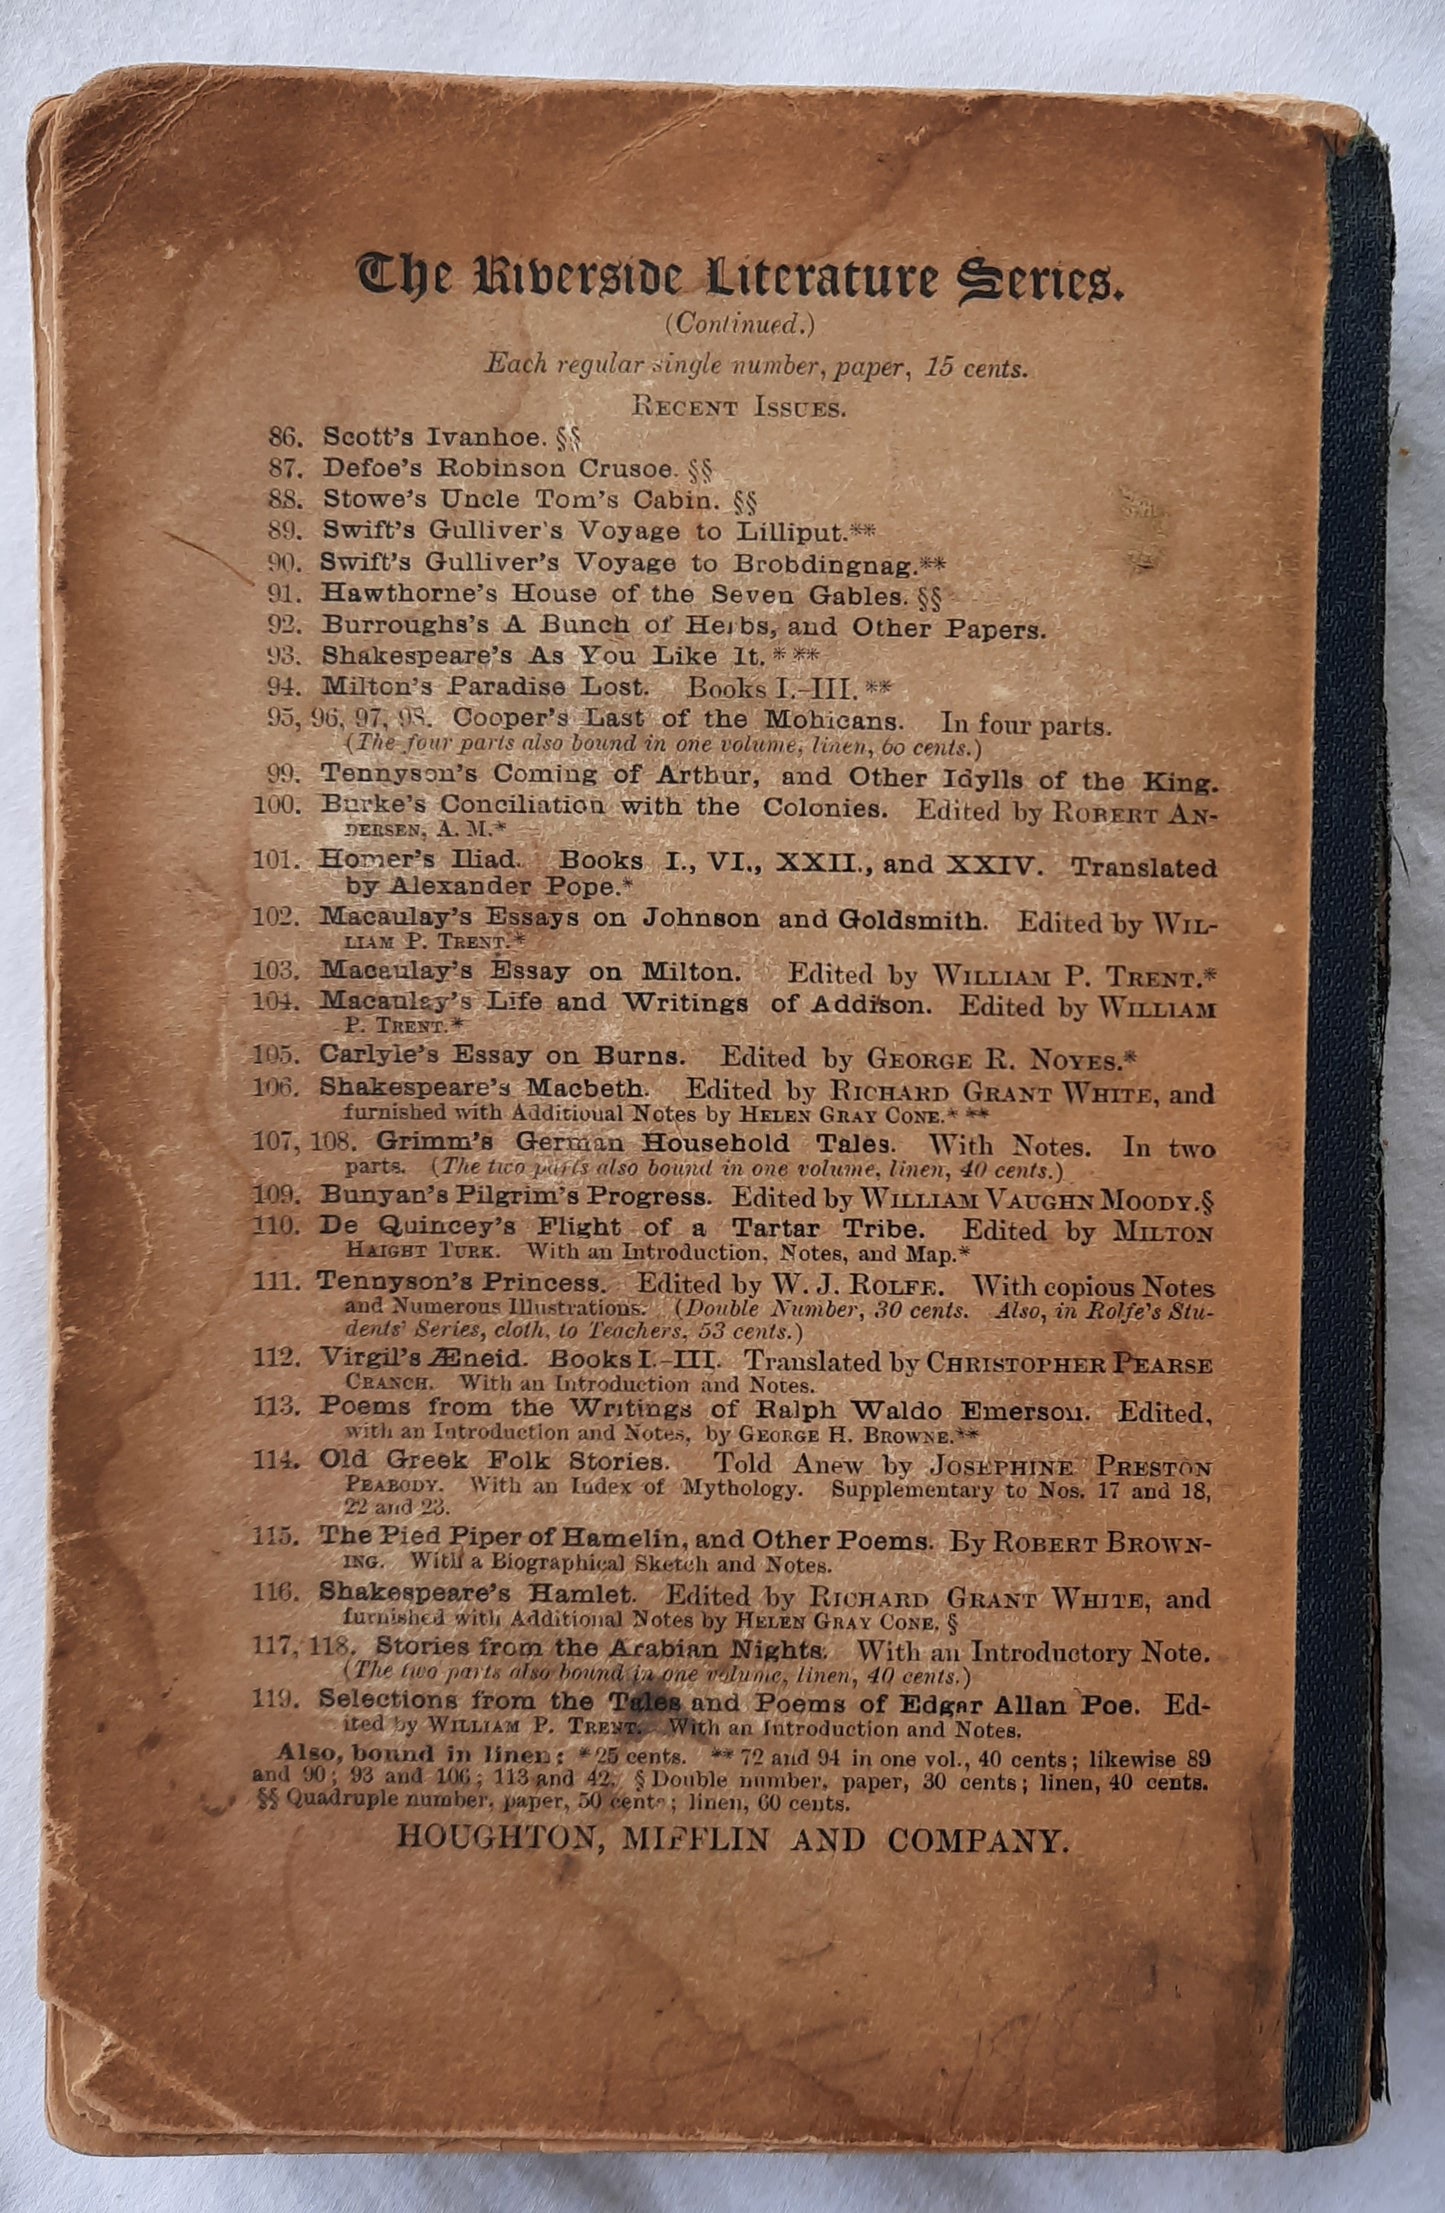 The Riverside Literature Series.
(Continued.)
Each regular single number, paper, 15 cents.
RECENT ISSUES.
86. Scott's Ivanhoe. §§
87. Defoe's Robinson Crusoe. §§
88. Stowe's Uncle Tom's Cabin. §§
89. Swift's Gulliver's Voyage to Lilliput.**
90. Swift's Gulliver's Voyage to Brobdingnag.**
91. Hawthorne's House of the Seven Gables. §§
92. Burroughs's A Bunch of Herbs, and Other Papers.
93. Shakespeare's As You Like It. * **
94. Milton's Paradise Lost. Books I.-III. **
95, 96, 97, 98. Cooper's Last of the Mohicans. In four parts.
(The four parts also bound in one volume, linen, 60 cents.)
99. Tennyson's Coming of Arthur, and Other Idylls of the King.
100. Burke's Conciliation with the Colonies. Edited by ROBERT AN-
DERSEN, A. M.*
101. Homer's Iliad. Books I., VI., XXII., and XXIV. Translated
by Alexander Pope.*
102. Macaulay's Essays on Johnson and Goldsmith. Edited by WIL-
LIAM P. TRENT.*
103. Macaulay's Essay on Milton. Edited by WILLIAM P. TRENT.*
104. Macaulay's Life and Writings of Addison. Edited by WILLIAM
P. TRENT.*
105. Carlyle's Essay on Burns. Edited by GEORGE R. NOYES.*
106. Shakespeare's Macbeth. Edited by RICHARD GRANT WHITE, and
furnished with Additional Notes by HELEN GRAY CONE.* **
107, 108. Grimm's German Household Tales. With Notes. In two
parts. (The two parts also bound in one volume, linen, 40 cents.)
109. Bunyan's Pilgrim's Progress. Edited by WILLIAM VAUGHN MOODY.§
110. De Quincey's Flight of a Tartar Tribe. Edited by MILTON
HAIGHT TURK. With an Introduction, Notes, and Map.*
111. Tennyson's Princess. Edited by W. J. ROLFE. With copious Notes
and Numerous Illustrations. (Double Number, 30 cents. Also, in Rolfe's Stu-
dents' Series, cloth, to Teachers, 53 cents.)
112. Virgil's Æneid. Books I.-III. Translated by CHRISTOPHER PEARSE
CRANCH. With an Introduction and Notes.
113. Poems from the Writings of Ralph Waldo Emerson. Edited,
with an Introduction and Notes, by GEORGE H. BROWNE.**
114. Old Greek Folk Stories. Told Anew by JOSEPHINE PRESTON
PEABODY. With an Index of Mythology. Supplementary to Nos. 17 and 18,
22 and 23.
115. The Pied Piper of Hamelin, and Other Poems. By ROBERT BROWN-
ING. With a Biographical Sketch and Notes.
116. Shakespeare's Hamlet. Edited by RICHARD GRANT WHITE, and
furnished with Additional Notes by HELEN GRAY CONE. §
117, 118. Stories from the Arabian Nights. With an Introductory Note.
(The two parts also bound in one volume, linen, 40 cents.)
119. Selections from the Tales and Poems of Edgar Allan Poe. Ed-
ited by WILLIAM P. TRENT. With an Introduction and Notes.
Also, bound in linen: * 25 cents. ** 72 and 94 in one vol., 40 cents; likewise 89
and 90; 93 and 106; 113 and 42. § Double number, paper, 30 cents; linen, 40 cents.
§§ Quadruple number, paper, 50 cents; linen, 60 cents.
HOUGHTON, MIFFLIN AND COMPANY.